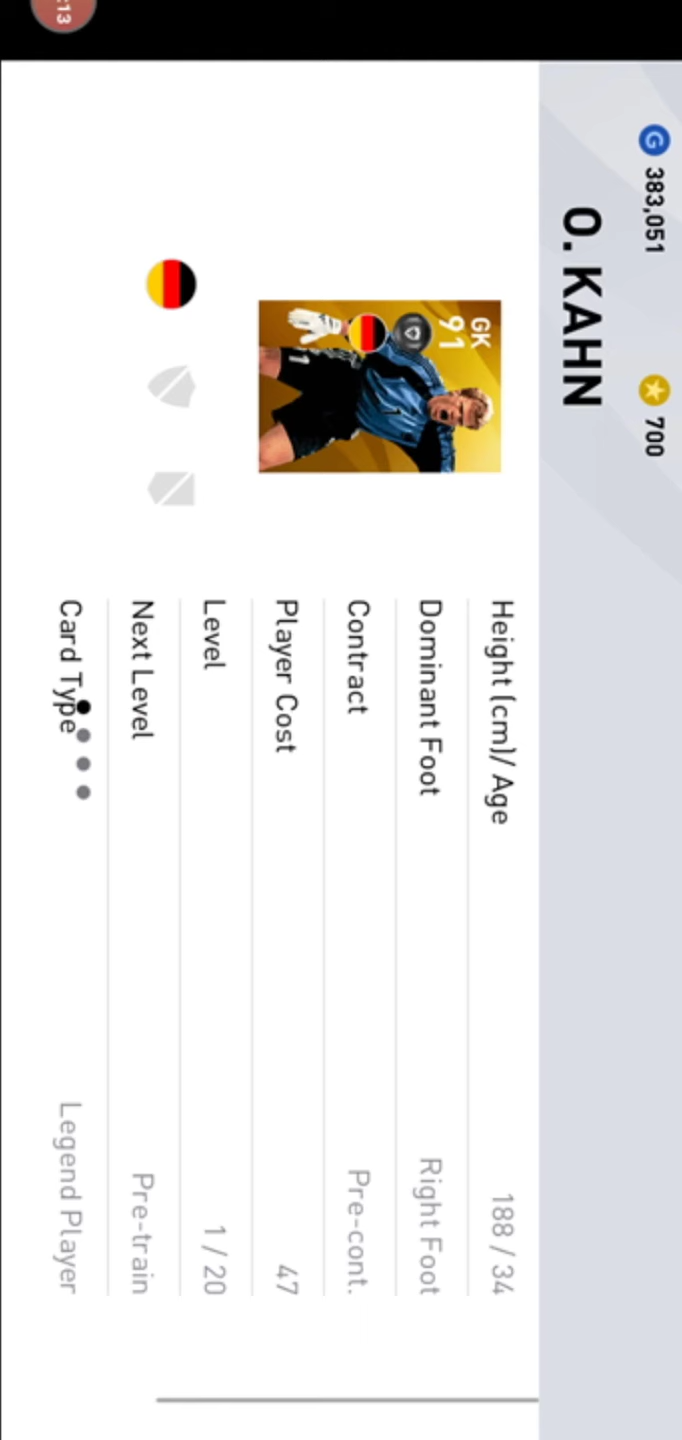 :13
383,051
700
O. KAHN
GK
91
Height (cm)/ Age 188 / 34
Dominant Foot Right Foot
Contract Pre-cont.
Player Cost 47
Level 1 / 20
Next Level Pre-train
Card Type Legend Player